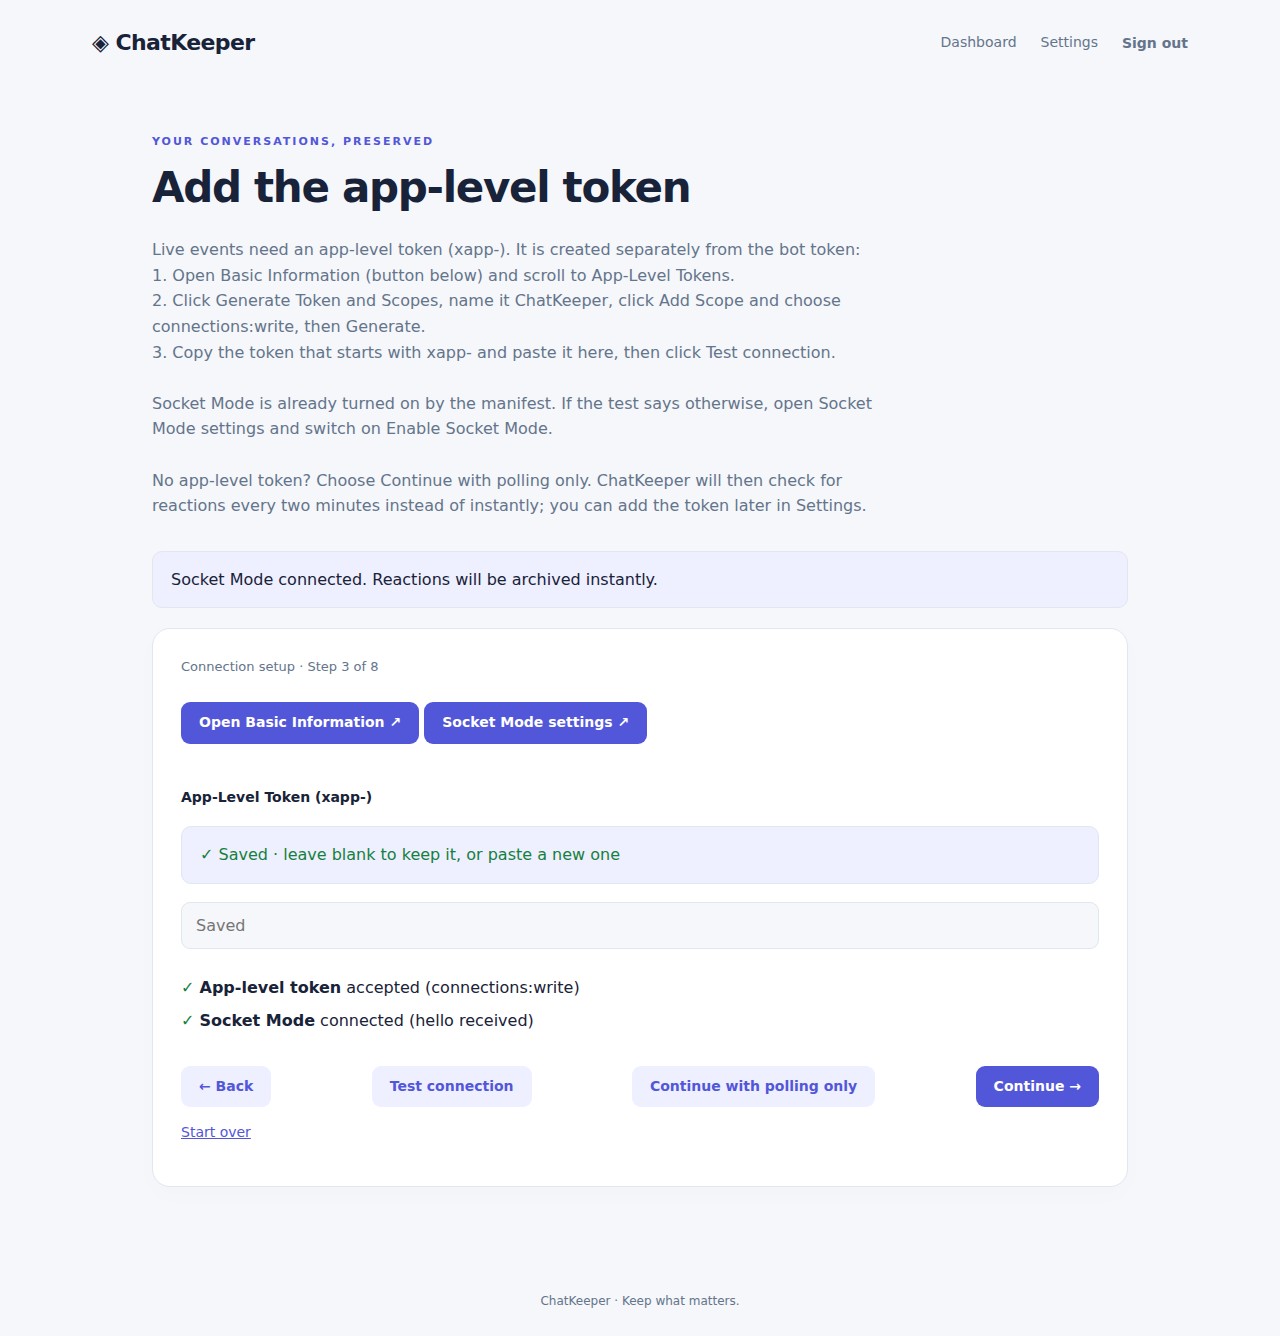 ◈ ChatKeeper
Dashboard Settings Sign out
YOUR CONVERSATIONS, PRESERVED
Add the app-level token
Live events need an app-level token (xapp-). It is created separately from the bot token:
1. Open Basic Information (button below) and scroll to App-Level Tokens.
2. Click Generate Token and Scopes, name it ChatKeeper, click Add Scope and choose
connections:write, then Generate.
3. Copy the token that starts with xapp- and paste it here, then click Test connection.
Socket Mode is already turned on by the manifest. If the test says otherwise, open Socket
Mode settings and switch on Enable Socket Mode.
No app-level token? Choose Continue with polling only. ChatKeeper will then check for
reactions every two minutes instead of instantly; you can add the token later in Settings.
Socket Mode connected. Reactions will be archived instantly.
Connection setup · Step 3 of 8
Open Basic Information ↗ Socket Mode settings ↗
App-Level Token (xapp-)
✓ Saved · leave blank to keep it, or paste a new one
Saved
✓ App-level token accepted (connections:write)
✓ Socket Mode connected (hello received)
← Back Test connection Continue with polling only Continue →
Start over
ChatKeeper · Keep what matters.